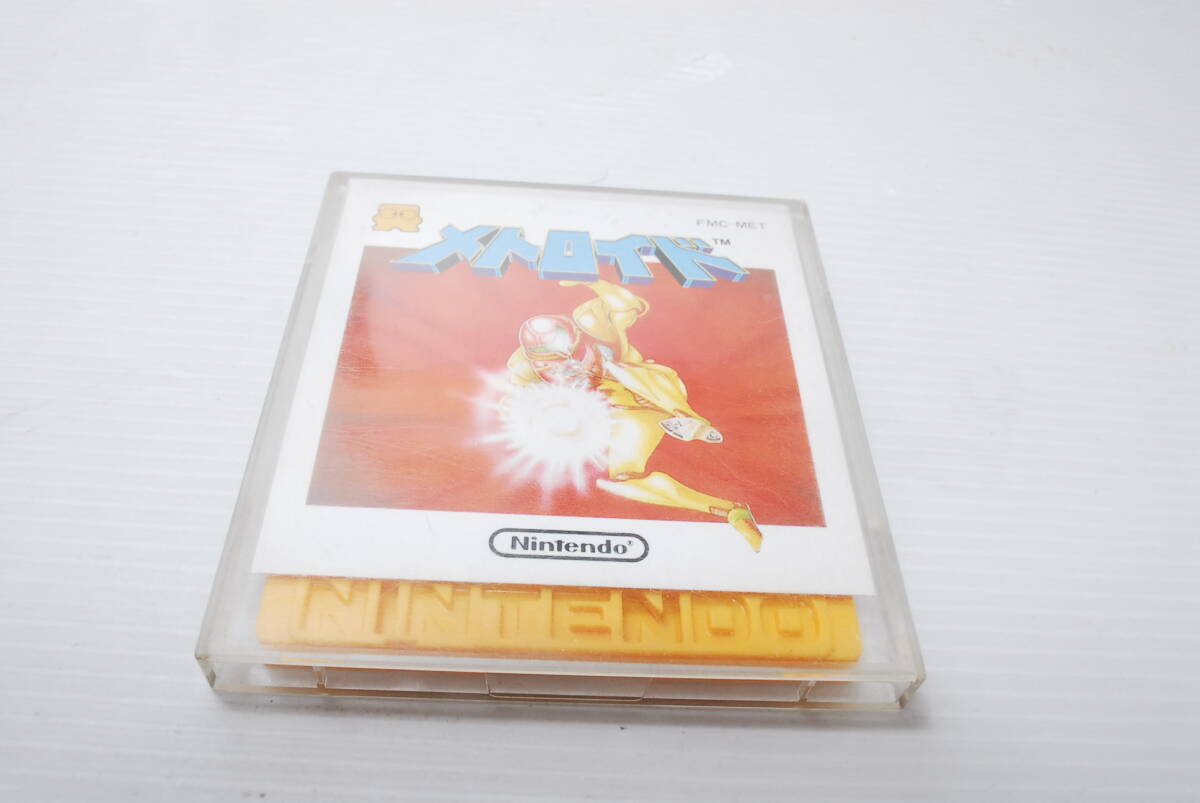 FMC-MET
メトロイド™
Nintendo®
NINTENDO